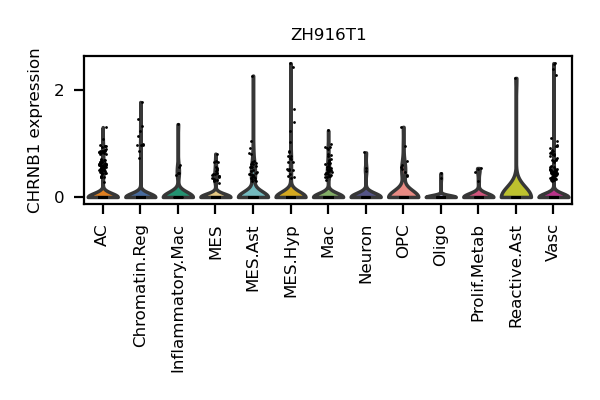 ZH916T1
CHRNB1 expression
2
0
AC
Chromatin.Reg
Inflammatory.Mac
MES
MES.Ast
MES.Hyp
Mac
Neuron
OPC
Oligo
Prolif.Metab
Reactive.Ast
Vasc